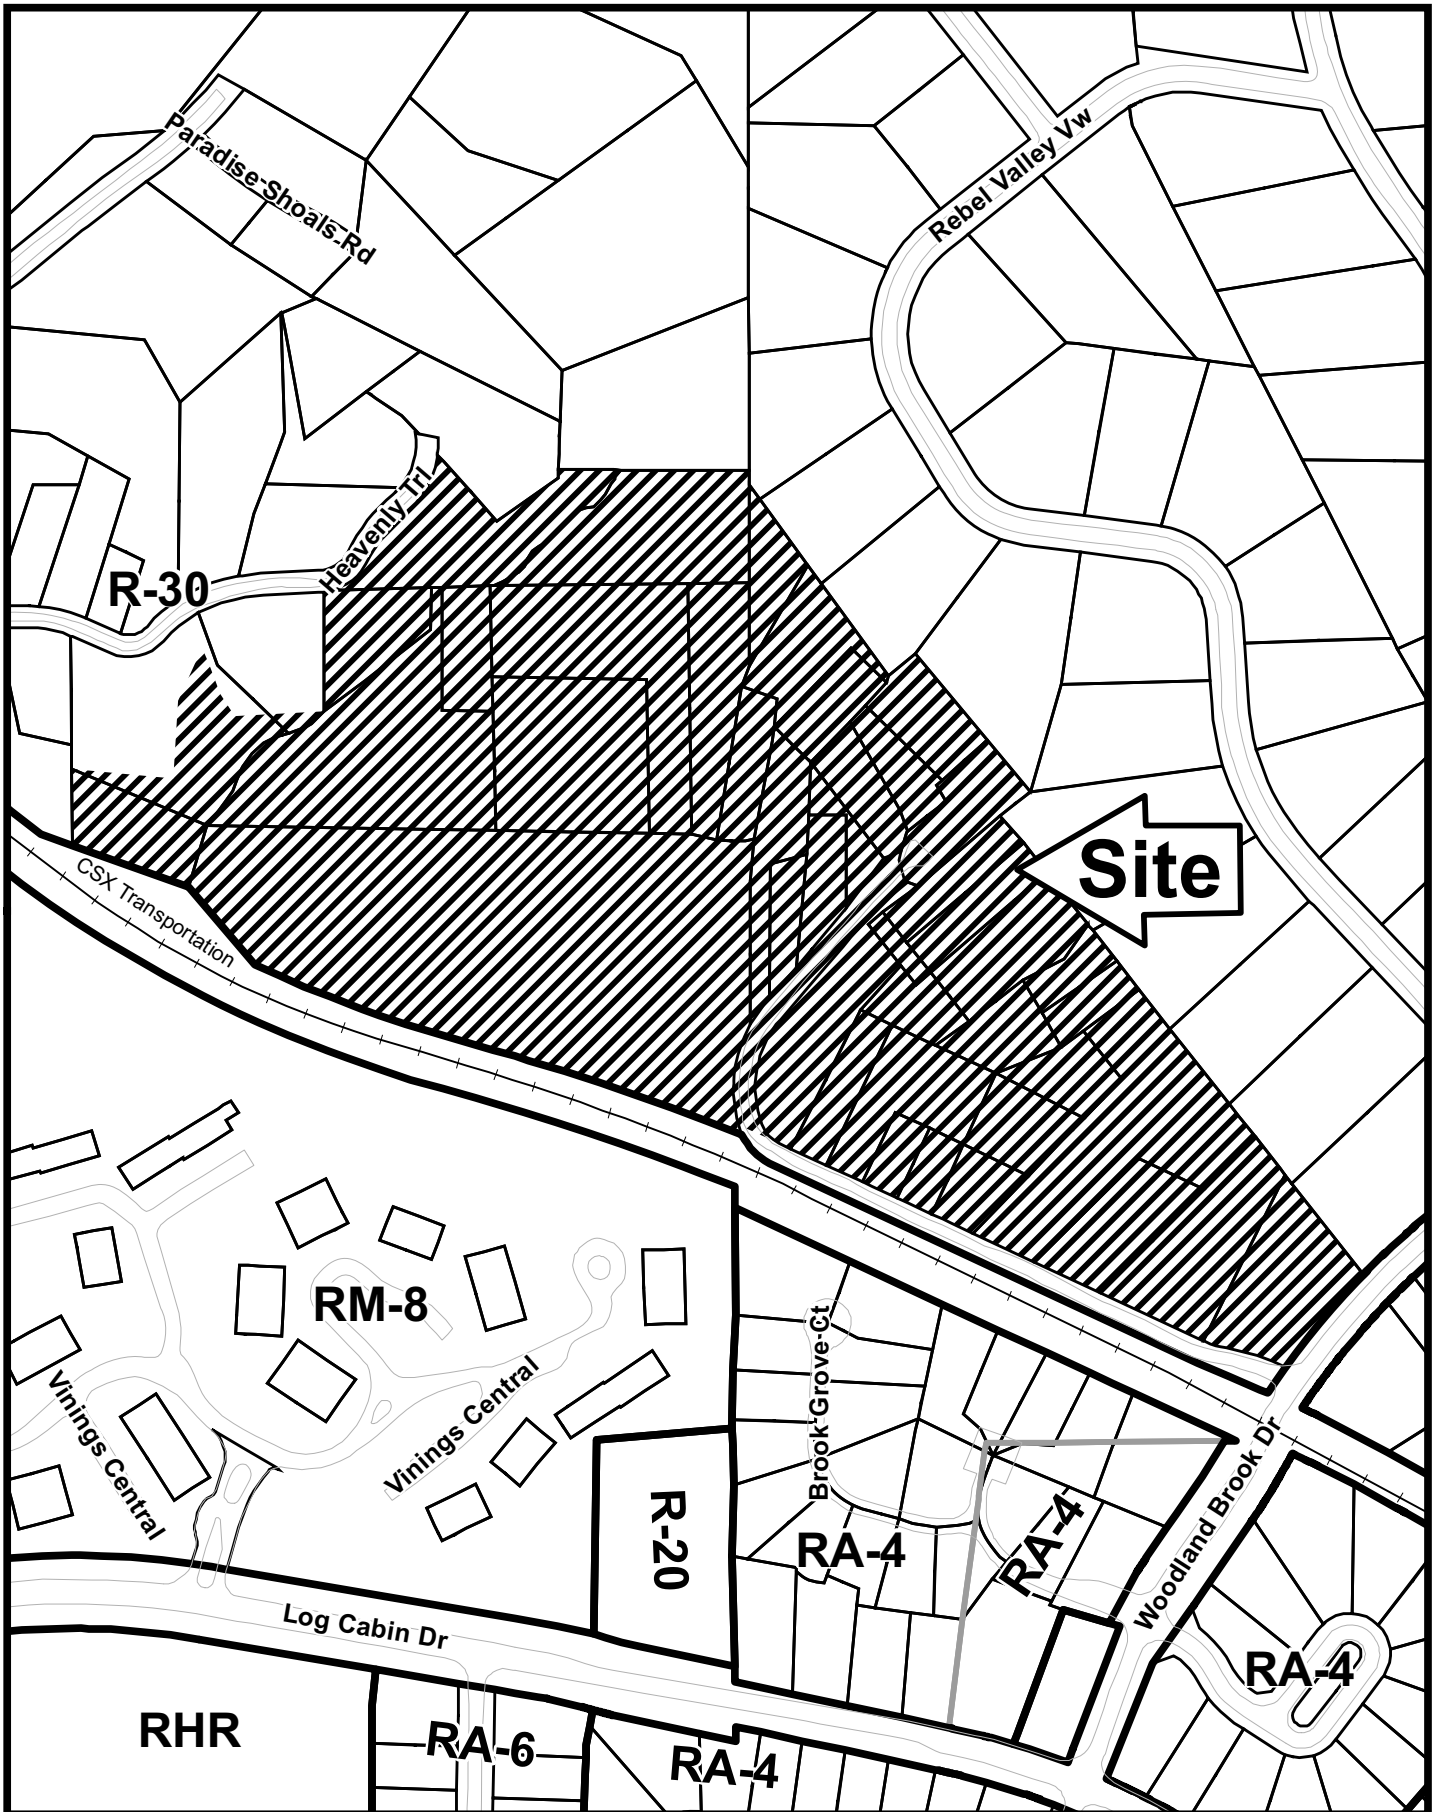 Paradise Shoals Rd
Rebel Valley Vw
Heavenly Trl
R-30
Site
CSX Transportation
RM-8
Brook Grove Ct
Vinings Central
Vinings Central
Woodland Brook Dr
R-20
RA-4
RA-4
Log Cabin Dr
RA-4
RHR
RA-6
RA-4